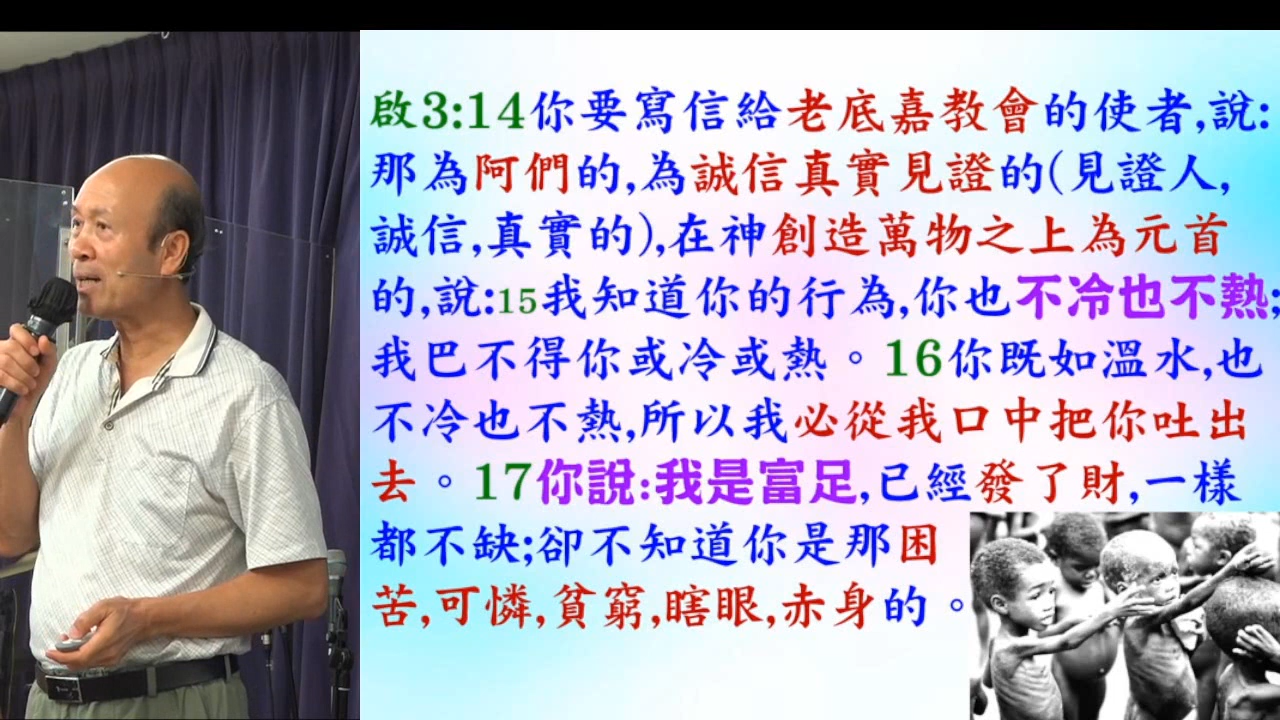 啟3:14你要寫信給老底嘉教會的使者,說:
那為阿們的,為誠信真實見證的(見證人,
誠信,真實的),在神創造萬物之上為元首
的,說:15我知道你的行為,你也不冷也不熱;
我巴不得你或冷或熱。16你既如溫水,也
不冷也不熱,所以我必從我口中把你吐出
去。17你說:我是富足,已經發了財,一樣
都不缺;卻不知道你是那困
苦,可憐,貧窮,瞎眼,赤身的。